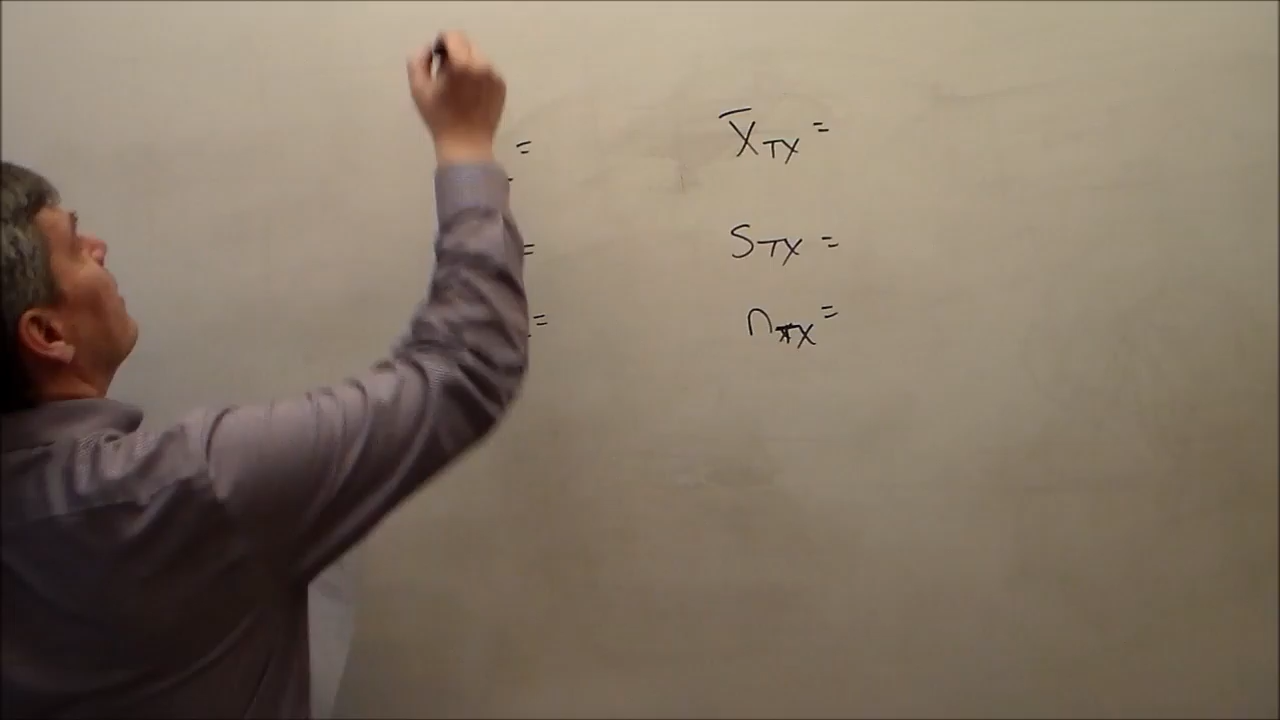 = X̄TX =
= STX =
= nTX =